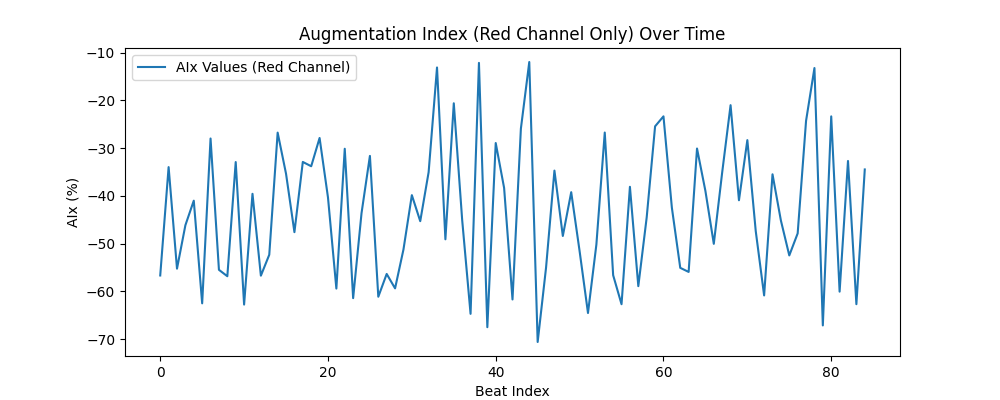 Augmentation Index (Red Channel Only) Over Time
AIx Values (Red Channel)
−10
−20
−30
−40
−50
−60
−70
AIx (%)
0 20 40 60 80
Beat Index